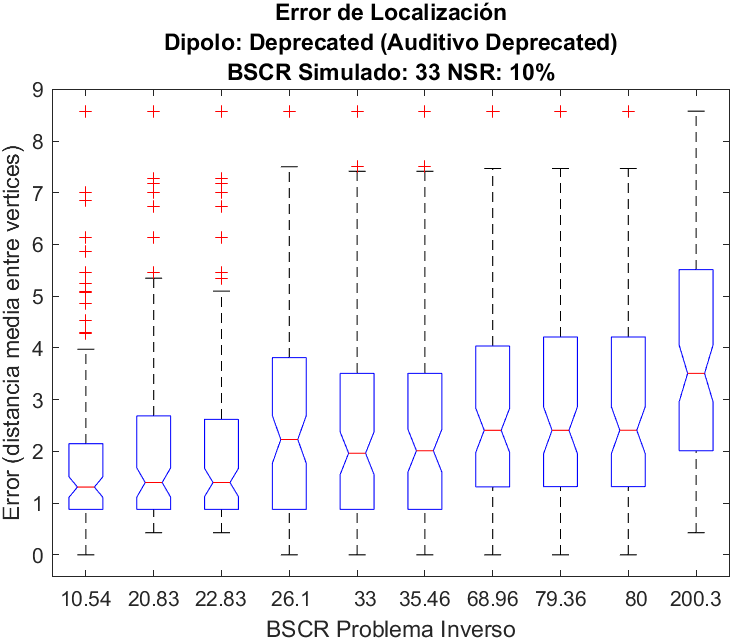 Error de Localización
Dipolo: Deprecated (Auditivo Deprecated)
BSCR Simulado: 33 NSR: 10%
Error (distancia media entre vertices)
9
8
7
6
5
4
3
2
1
0
10.54 20.83 22.83 26.1 33 35.46 68.96 79.36 80 200.3
BSCR Problema Inverso